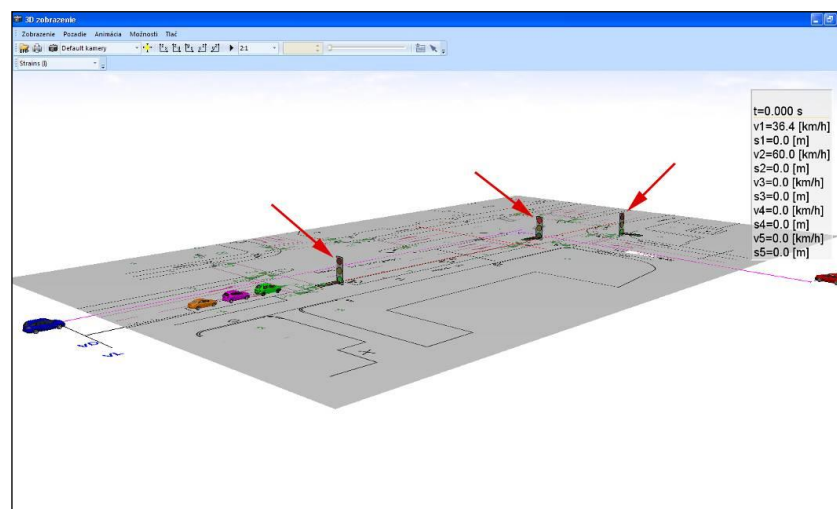 3D zobrazenie
Zobrazenie Pozadie Animácia Možnosti Tlač
Default kamery 2:1
Strains (I)
t=0.000 s
v1=36.4 [km/h]
s1=0.0 [m]
v2=60.0 [km/h]
s2=0.0 [m]
v3=0.0 [km/h]
s3=0.0 [m]
v4=0.0 [km/h]
s4=0.0 [m]
v5=0.0 [km/h]
s5=0.0 [m]